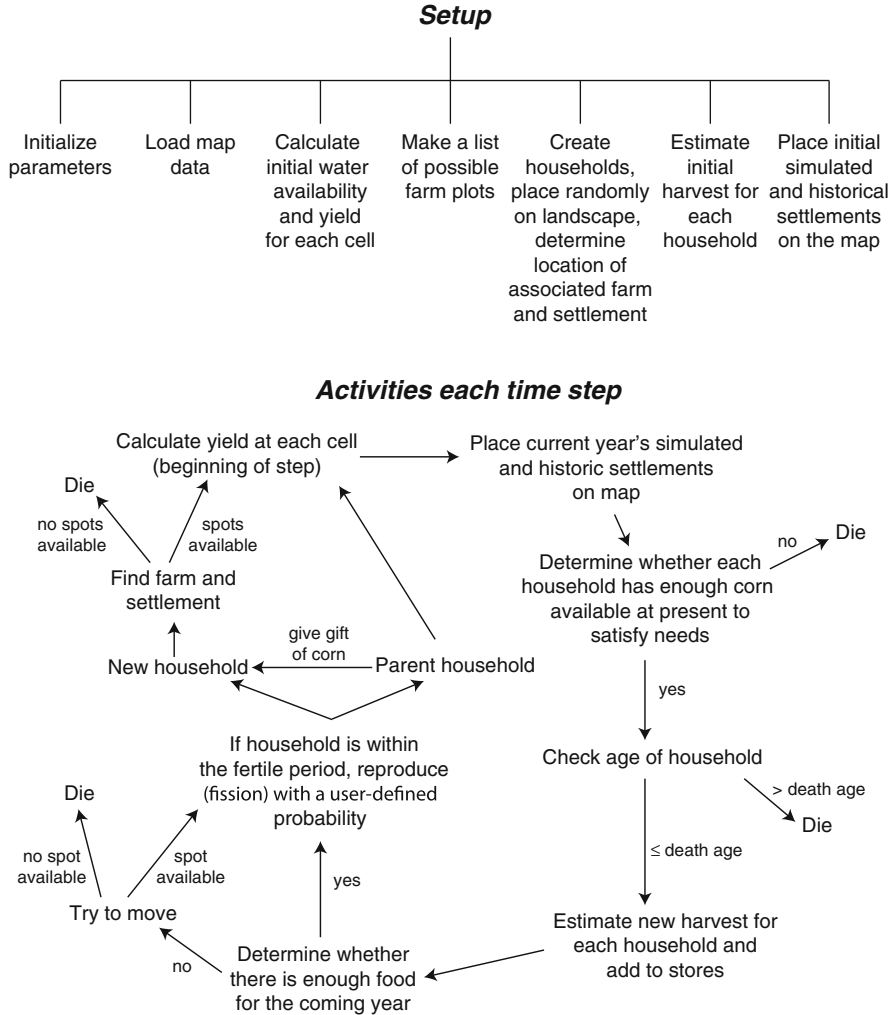 Setup
Initialize
parameters
Load map
data
Calculate
initial water
availability
and yield
for each cell
Make a list
of possible
farm plots
Create
households,
place randomly
on landscape,
determine
location of
associated farm
and settlement
Estimate
initial
harvest for
each
household
Place initial
simulated
and historical
settlements
on the map
Activities each time step
Calculate yield at each cell
(beginning of step)
Place current year's simulated
and historic settlements
on map
Die
no spots
available
spots
available
Find farm and
settlement
no
Die
Determine whether each
household has enough corn
available at present to
satisfy needs
New household
give gift
of corn
Parent household
yes
Check age of household
> death age
Die
≤ death age
If household is within
the fertile period, reproduce
(fission) with a user-defined
probability
Die
no spot
available
spot
available
Try to move
yes
no
Determine whether
there is enough food
for the coming year
Estimate new harvest for
each household and
add to stores